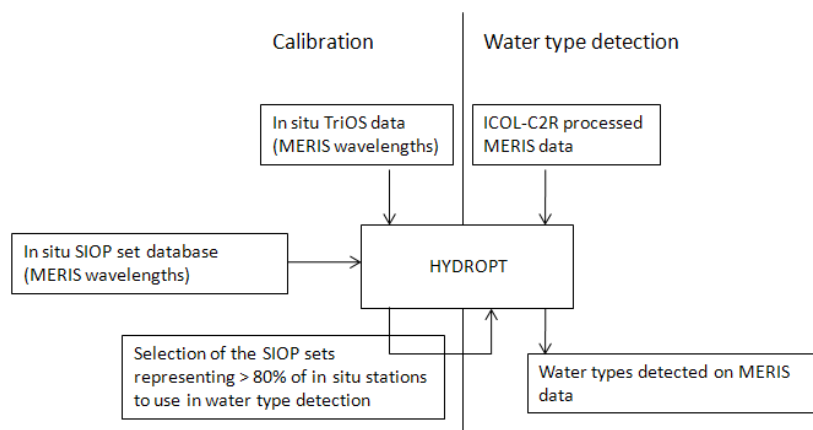 Calibration
Water type detection
In situ TriOS data
(MERIS wavelengths)
ICOL-C2R processed
MERIS data
In situ SIOP set database
(MERIS wavelengths)
HYDROPT
Selection of the SIOP sets
representing > 80% of in situ stations
to use in water type detection
Water types detected on MERIS
data